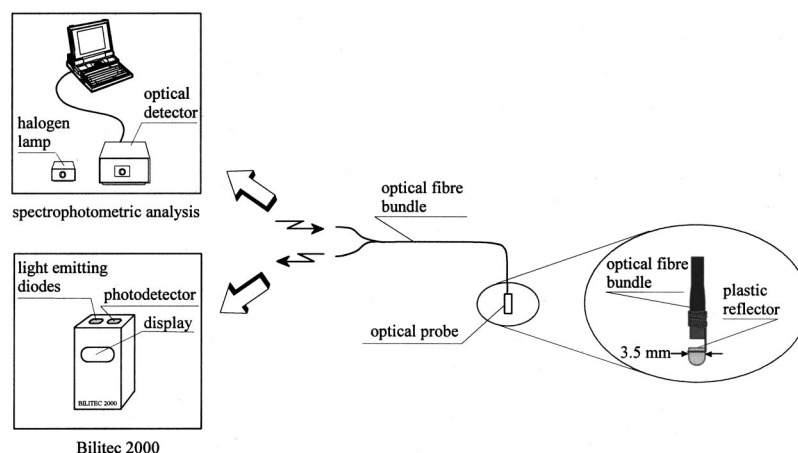 halogen
lamp
optical
detector
spectrophotometric analysis
light emitting
diodes
photodetector
display
BILITEC 2000
Bilitec 2000
optical fibre
bundle
optical probe
optical fibre
bundle
plastic
reflector
3.5 mm